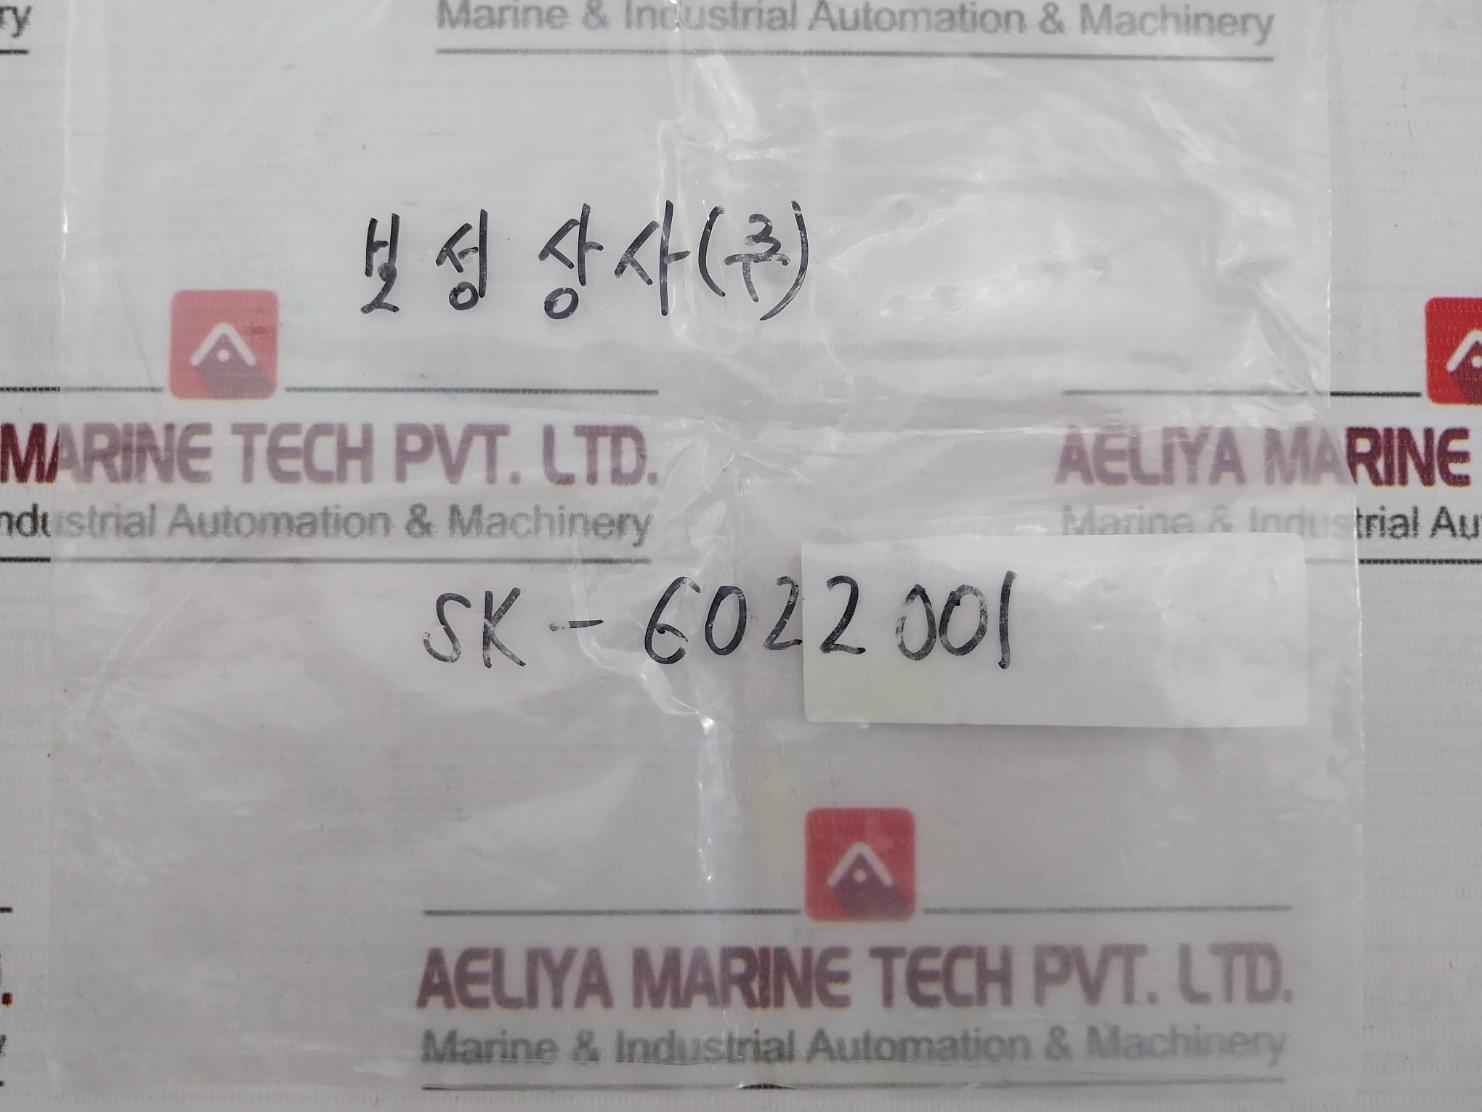 ry
Marine & Industrial Automation & Machinery
보성상사(주)
MARINE TECH PVT. LTD.
AELIYA MARINE
ndustrial Automation & Machinery
Marine & Industrial Au
SK-6022001
AELIYA MARINE TECH PVT. LTD.
Marine & Industrial Automation & Machinery